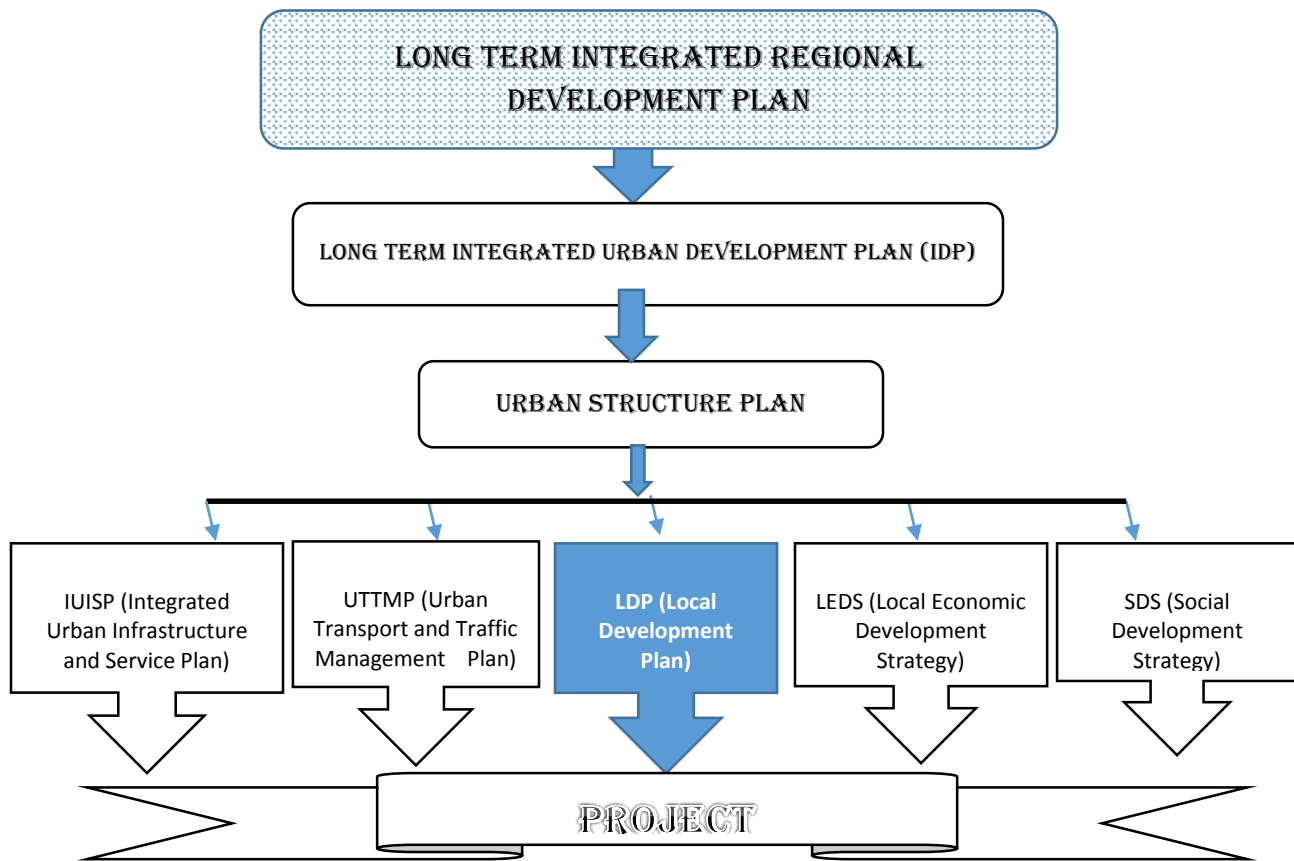 LONG TERM INTEGRATED REGIONAL
DEVELOPMENT PLAN
LONG TERM INTEGRATED URBAN DEVELOPMENT PLAN (IDP)
URBAN STRUCTURE PLAN
IUISP (Integrated
Urban Infrastructure
and Service Plan)
UTTMP (Urban
Transport and Traffic
Management Plan)
LDP (Local
Development
Plan)
LEDS (Local Economic
Development
Strategy)
SDS (Social
Development
Strategy)
PROJECT